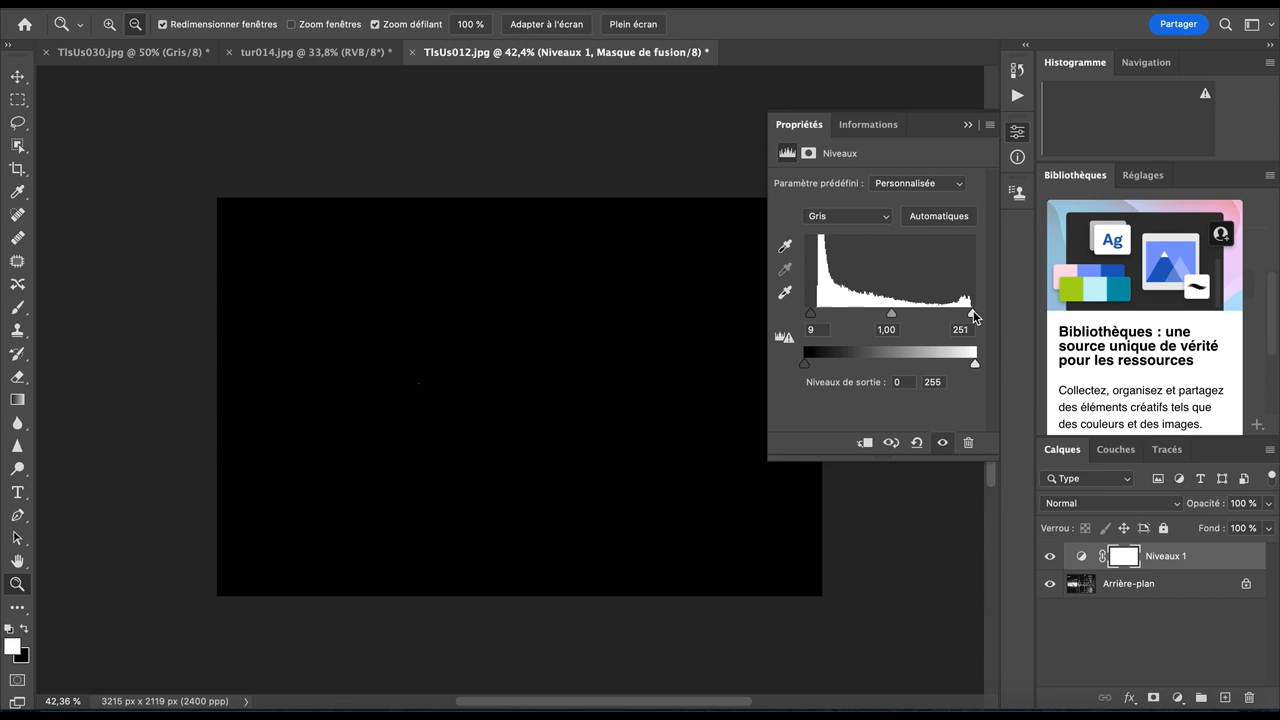 Redimensionner fenêtres
Zoom fenêtres
Zoom défilant
100 %
Adapter à l'écran
Plein écran
Partager
TlsUs030.jpg @ 50% (Gris/8) *
tur014.jpg @ 33,8% (RVB/8*) *
TlsUs012.jpg @ 42,4% (Niveaux 1, Masque de fusion/8) *
Histogramme
Navigation
Propriétés
Informations
Niveaux
Paramètre prédéfini :
Personnalisée
Gris
Automatiques
9
1,00
251
Niveaux de sortie :
0
255
Bibliothèques
Réglages
Ag
Bibliothèques : une
source unique de vérité
pour les ressources
Collectez, organisez et partagez
des éléments créatifs tels que
des couleurs et des images.
Calques
Couches
Tracés
Type
Normal
Opacité :
100 %
Verrou :
Fond :
100 %
Niveaux 1
Arrière-plan
42,36 %
3215 px x 2119 px (2400 ppp)